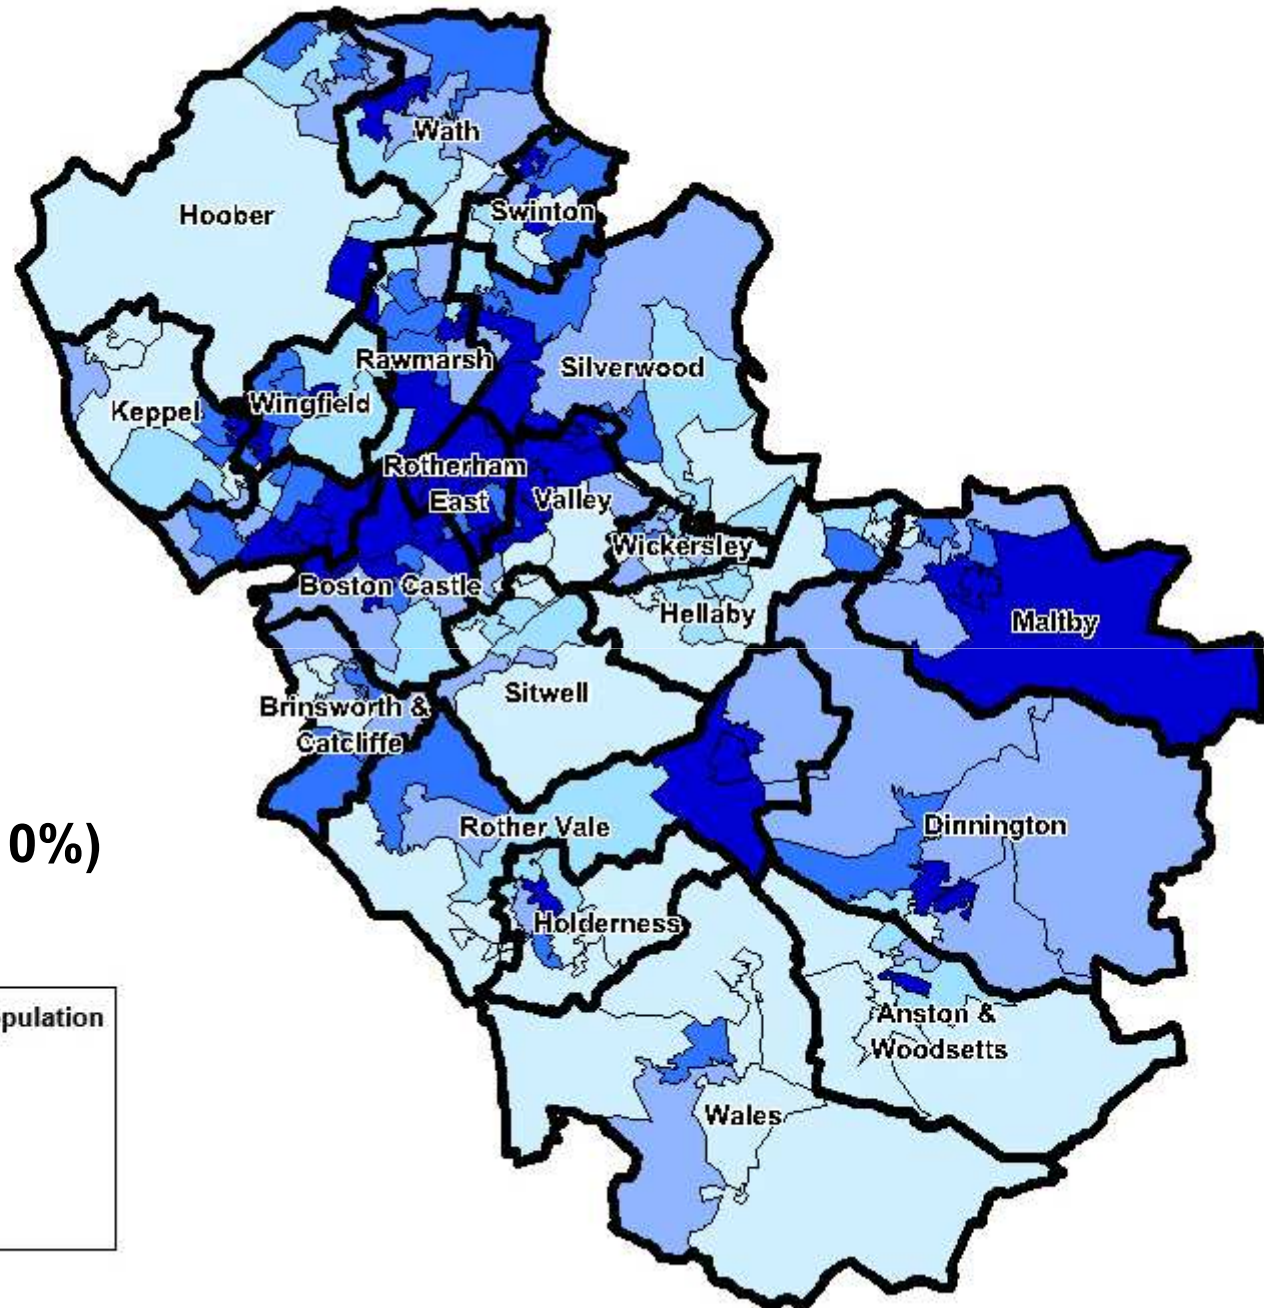 Wath
Swinton
Hoober
Rawmarsh
Silverwood
Keppel
Wingfield
Rotherham
East
Valley
Wickersley
Boston Castle
Hellaby
Maltby
Sitwell
Brinsworth &
Catcliffe
Rother Vale
Dinnington
0%)
Holderness
Anston &
Woodsetts
pulation
Wales